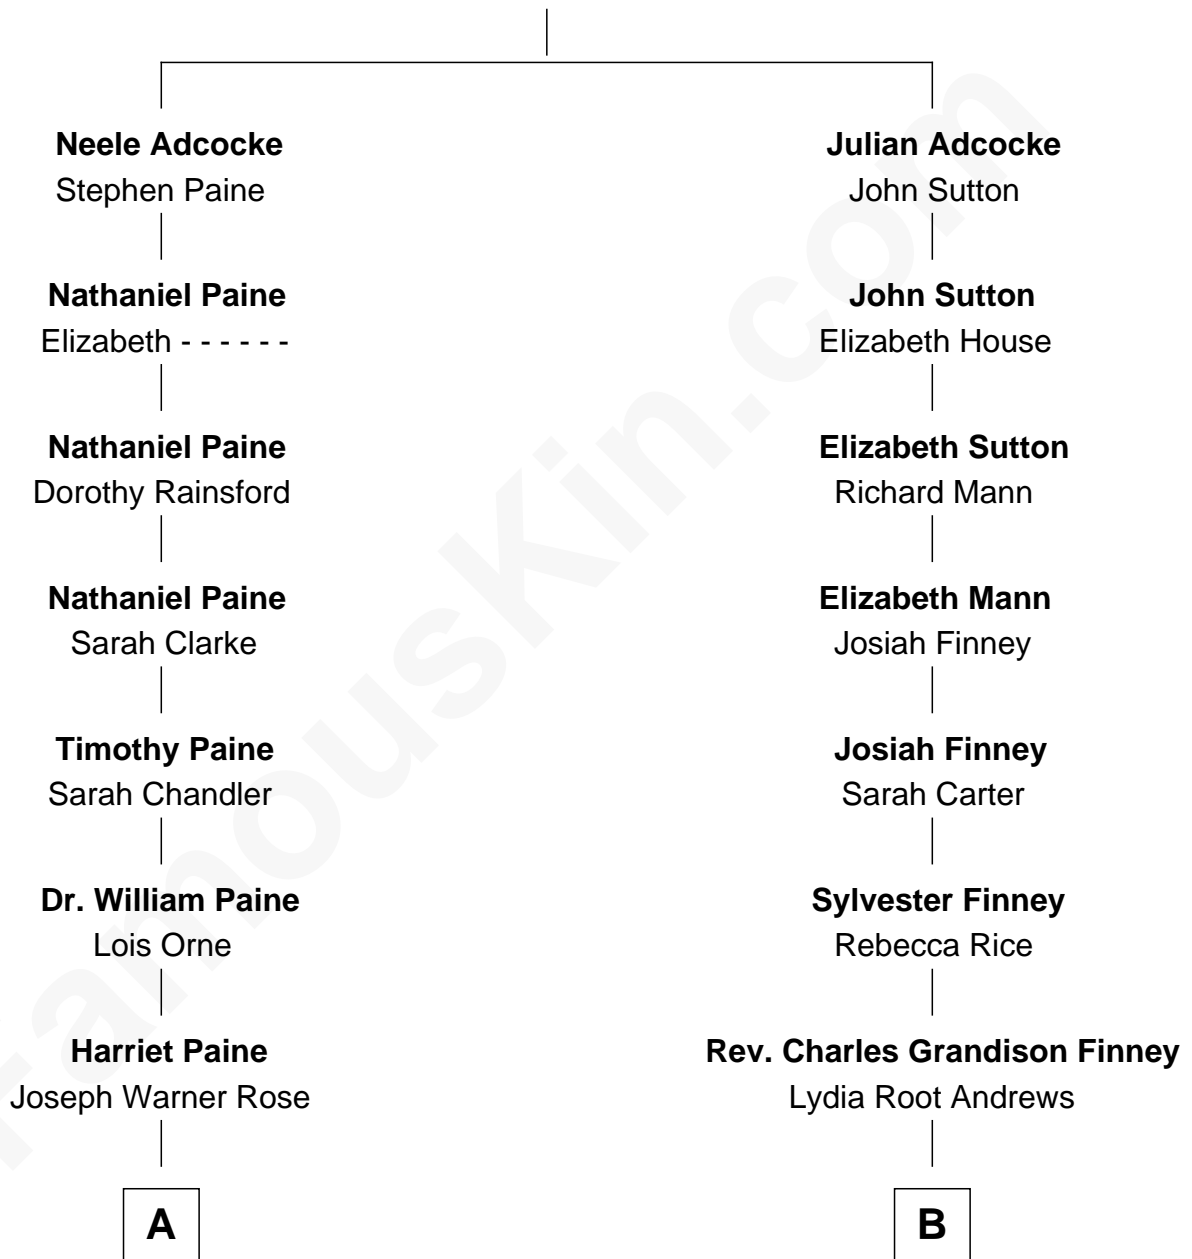 Neele Adcocke
Stephen Paine
Nathaniel Paine
Elizabeth - - - - - -
Nathaniel Paine
Dorothy Rainsford
Nathaniel Paine
Sarah Clarke
Timothy Paine
Sarah Chandler
Dr. William Paine
Lois Orne
Harriet Paine
Joseph Warner Rose
A
Julian Adcocke
John Sutton
John Sutton
Elizabeth House
Elizabeth Sutton
Richard Mann
Elizabeth Mann
Josiah Finney
Josiah Finney
Sarah Carter
Sylvester Finney
Rebecca Rice
Rev. Charles Grandison Finney
Lydia Root Andrews
B
FamousKin.com